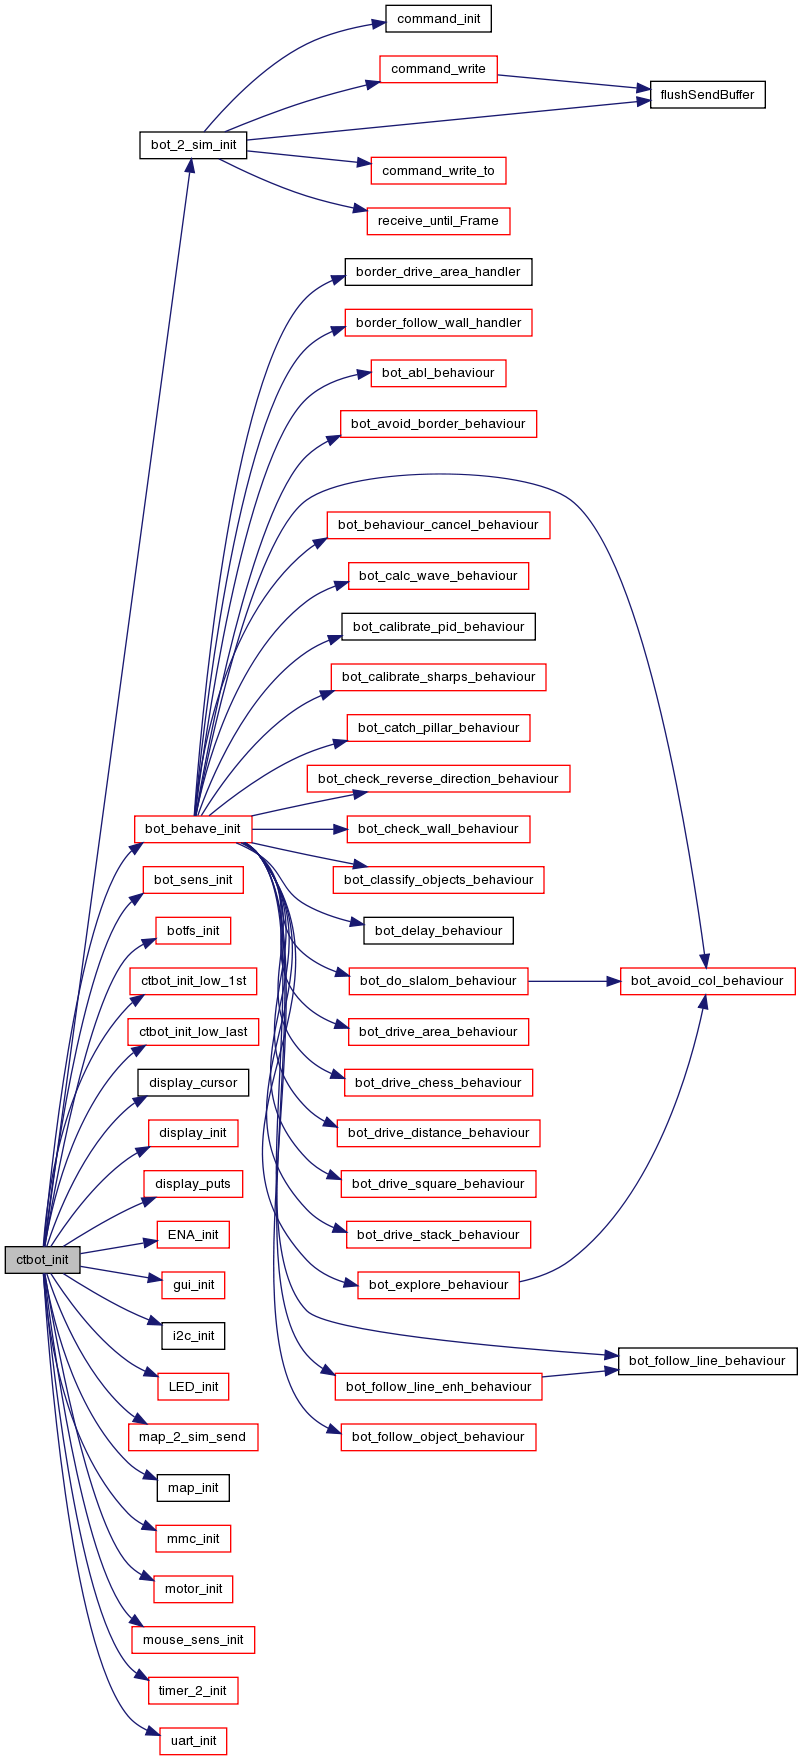 command_init
command_write
flushSendBuffer
bot_2_sim_init
command_write_to
receive_until_Frame
border_drive_area_handler
border_follow_wall_handler
bot_abl_behaviour
bot_avoid_border_behaviour
bot_behaviour_cancel_behaviour
bot_calc_wave_behaviour
bot_calibrate_pid_behaviour
bot_calibrate_sharps_behaviour
bot_catch_pillar_behaviour
bot_check_reverse_direction_behaviour
bot_behave_init
bot_check_wall_behaviour
bot_sens_init
bot_classify_objects_behaviour
botfs_init
bot_delay_behaviour
ctbot_init_low_1st
bot_do_slalom_behaviour
bot_avoid_col_behaviour
ctbot_init_low_last
bot_drive_area_behaviour
display_cursor
bot_drive_chess_behaviour
display_init
bot_drive_distance_behaviour
display_puts
bot_drive_square_behaviour
ENA_init
bot_drive_stack_behaviour
ctbot_init
gui_init
bot_explore_behaviour
i2c_init
bot_follow_line_behaviour
LED_init
bot_follow_line_enh_behaviour
map_2_sim_send
bot_follow_object_behaviour
map_init
mmc_init
motor_init
mouse_sens_init
timer_2_init
uart_init